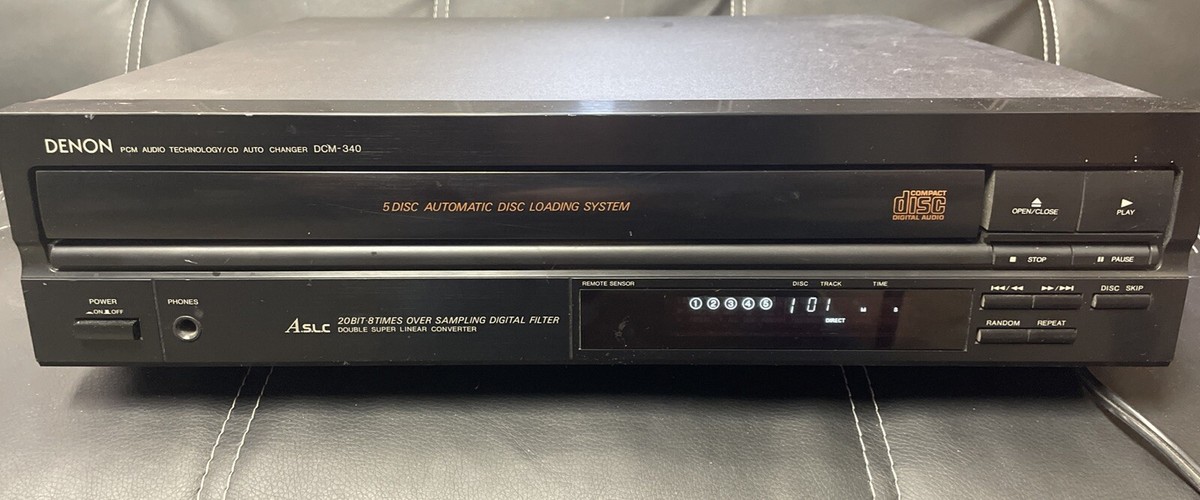 DENON PCM AUDIO TECHNOLOGY/CD AUTO CHANGER DCM-340
5 DISC AUTOMATIC DISC LOADING SYSTEM
COMPACT
disc
DIGITAL AUDIO
OPEN/CLOSE
PLAY
STOP
PAUSE
POWER
ON OFF
PHONES
A.S.L.C
20BIT·8TIMES OVER SAMPLING DIGITAL FILTER
DOUBLE SUPER LINEAR CONVERTER
REMOTE SENSOR
DISC TRACK TIME
1 2 3 4 5 1 01
DIRECT
M S
DISC SKIP
RANDOM REPEAT